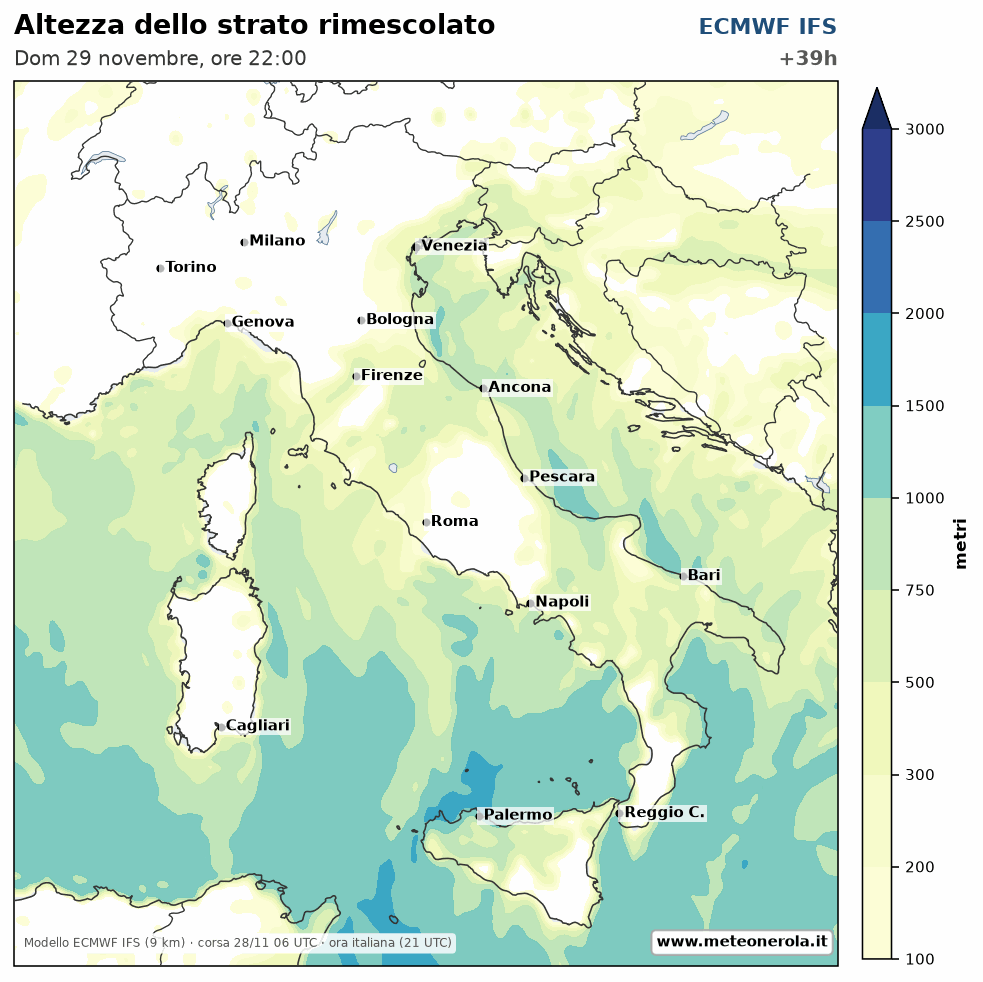 Altezza dello strato rimescolato
ECMWF IFS
Dom 29 novembre, ore 22:00
+39h
3000
2500
2000
1500
1000
750
500
300
200
100
metri
Milano
Venezia
Torino
Genova
Bologna
Firenze
Ancona
Pescara
Roma
Bari
Napoli
Cagliari
Palermo
Reggio C.
Modello ECMWF IFS (9 km) · corsa 28/11 06 UTC · ora italiana (21 UTC)
www.meteonerola.it